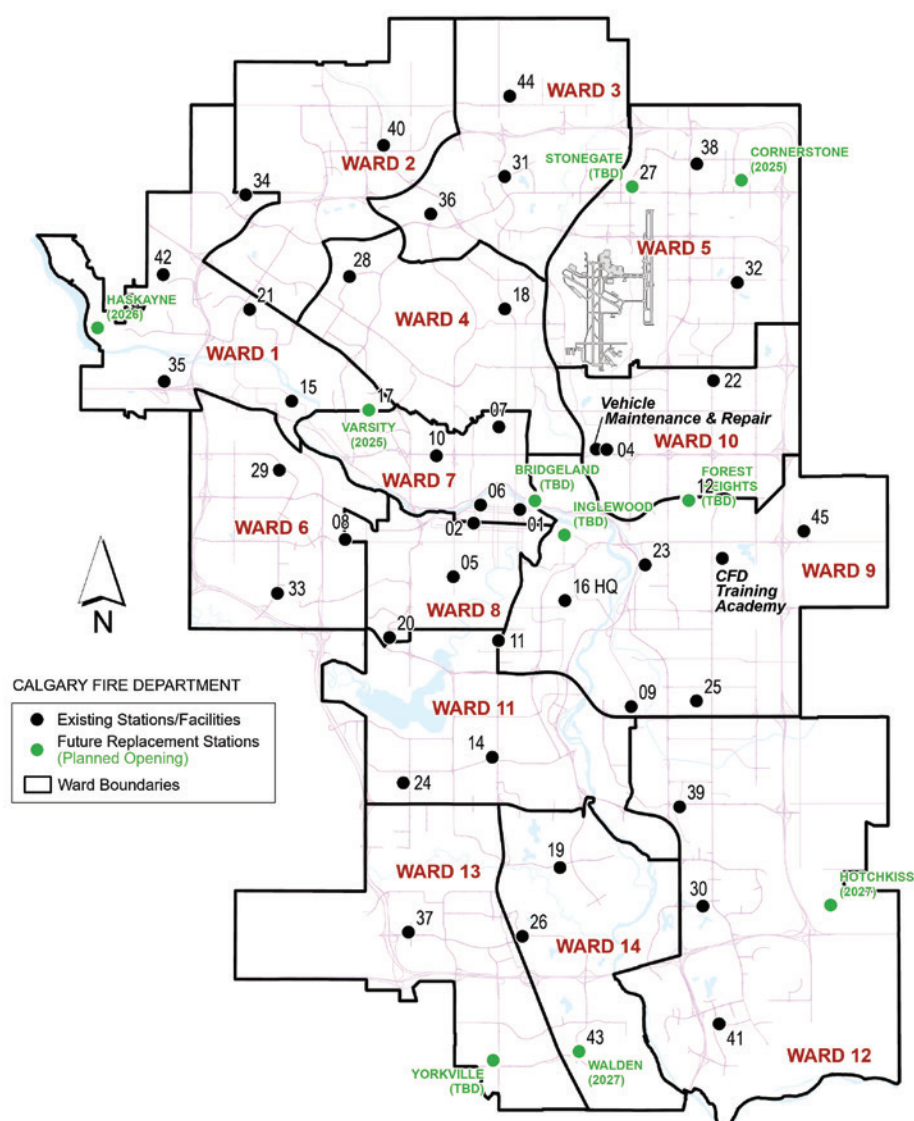 44
WARD 3
40
WARD 2
STONEGATE
(TBD)
27
38
CORNERSTONE
(2025)
31
34
36
WARD 5
42
28
32
HASKAYNE
(2026)
21
18
WARD 4
WARD 1
35
22
15
17
VARSITY
(2025)
07
Vehicle
Maintenance & Repair
04
WARD 10
10
WARD 7
BRIDGELAND
(TBD)
29
12
FOREST
HEIGHTS
(TBD)
06
INGLEWOOD
(TBD)
WARD 6
08
02
01
45
23
WARD 9
05
CFD
Training
Academy
33
16 HQ
WARD 8
N
20
11
CALGARY FIRE DEPARTMENT
Existing Stations/Facilities
Future Replacement Stations
(Planned Opening)
Ward Boundaries
WARD 11
09
25
14
24
39
19
WARD 13
HOTCHKISS
(2027)
30
37
26
WARD 14
41
43
WARD 12
YORKVILLE
(TBD)
WALDEN
(2027)